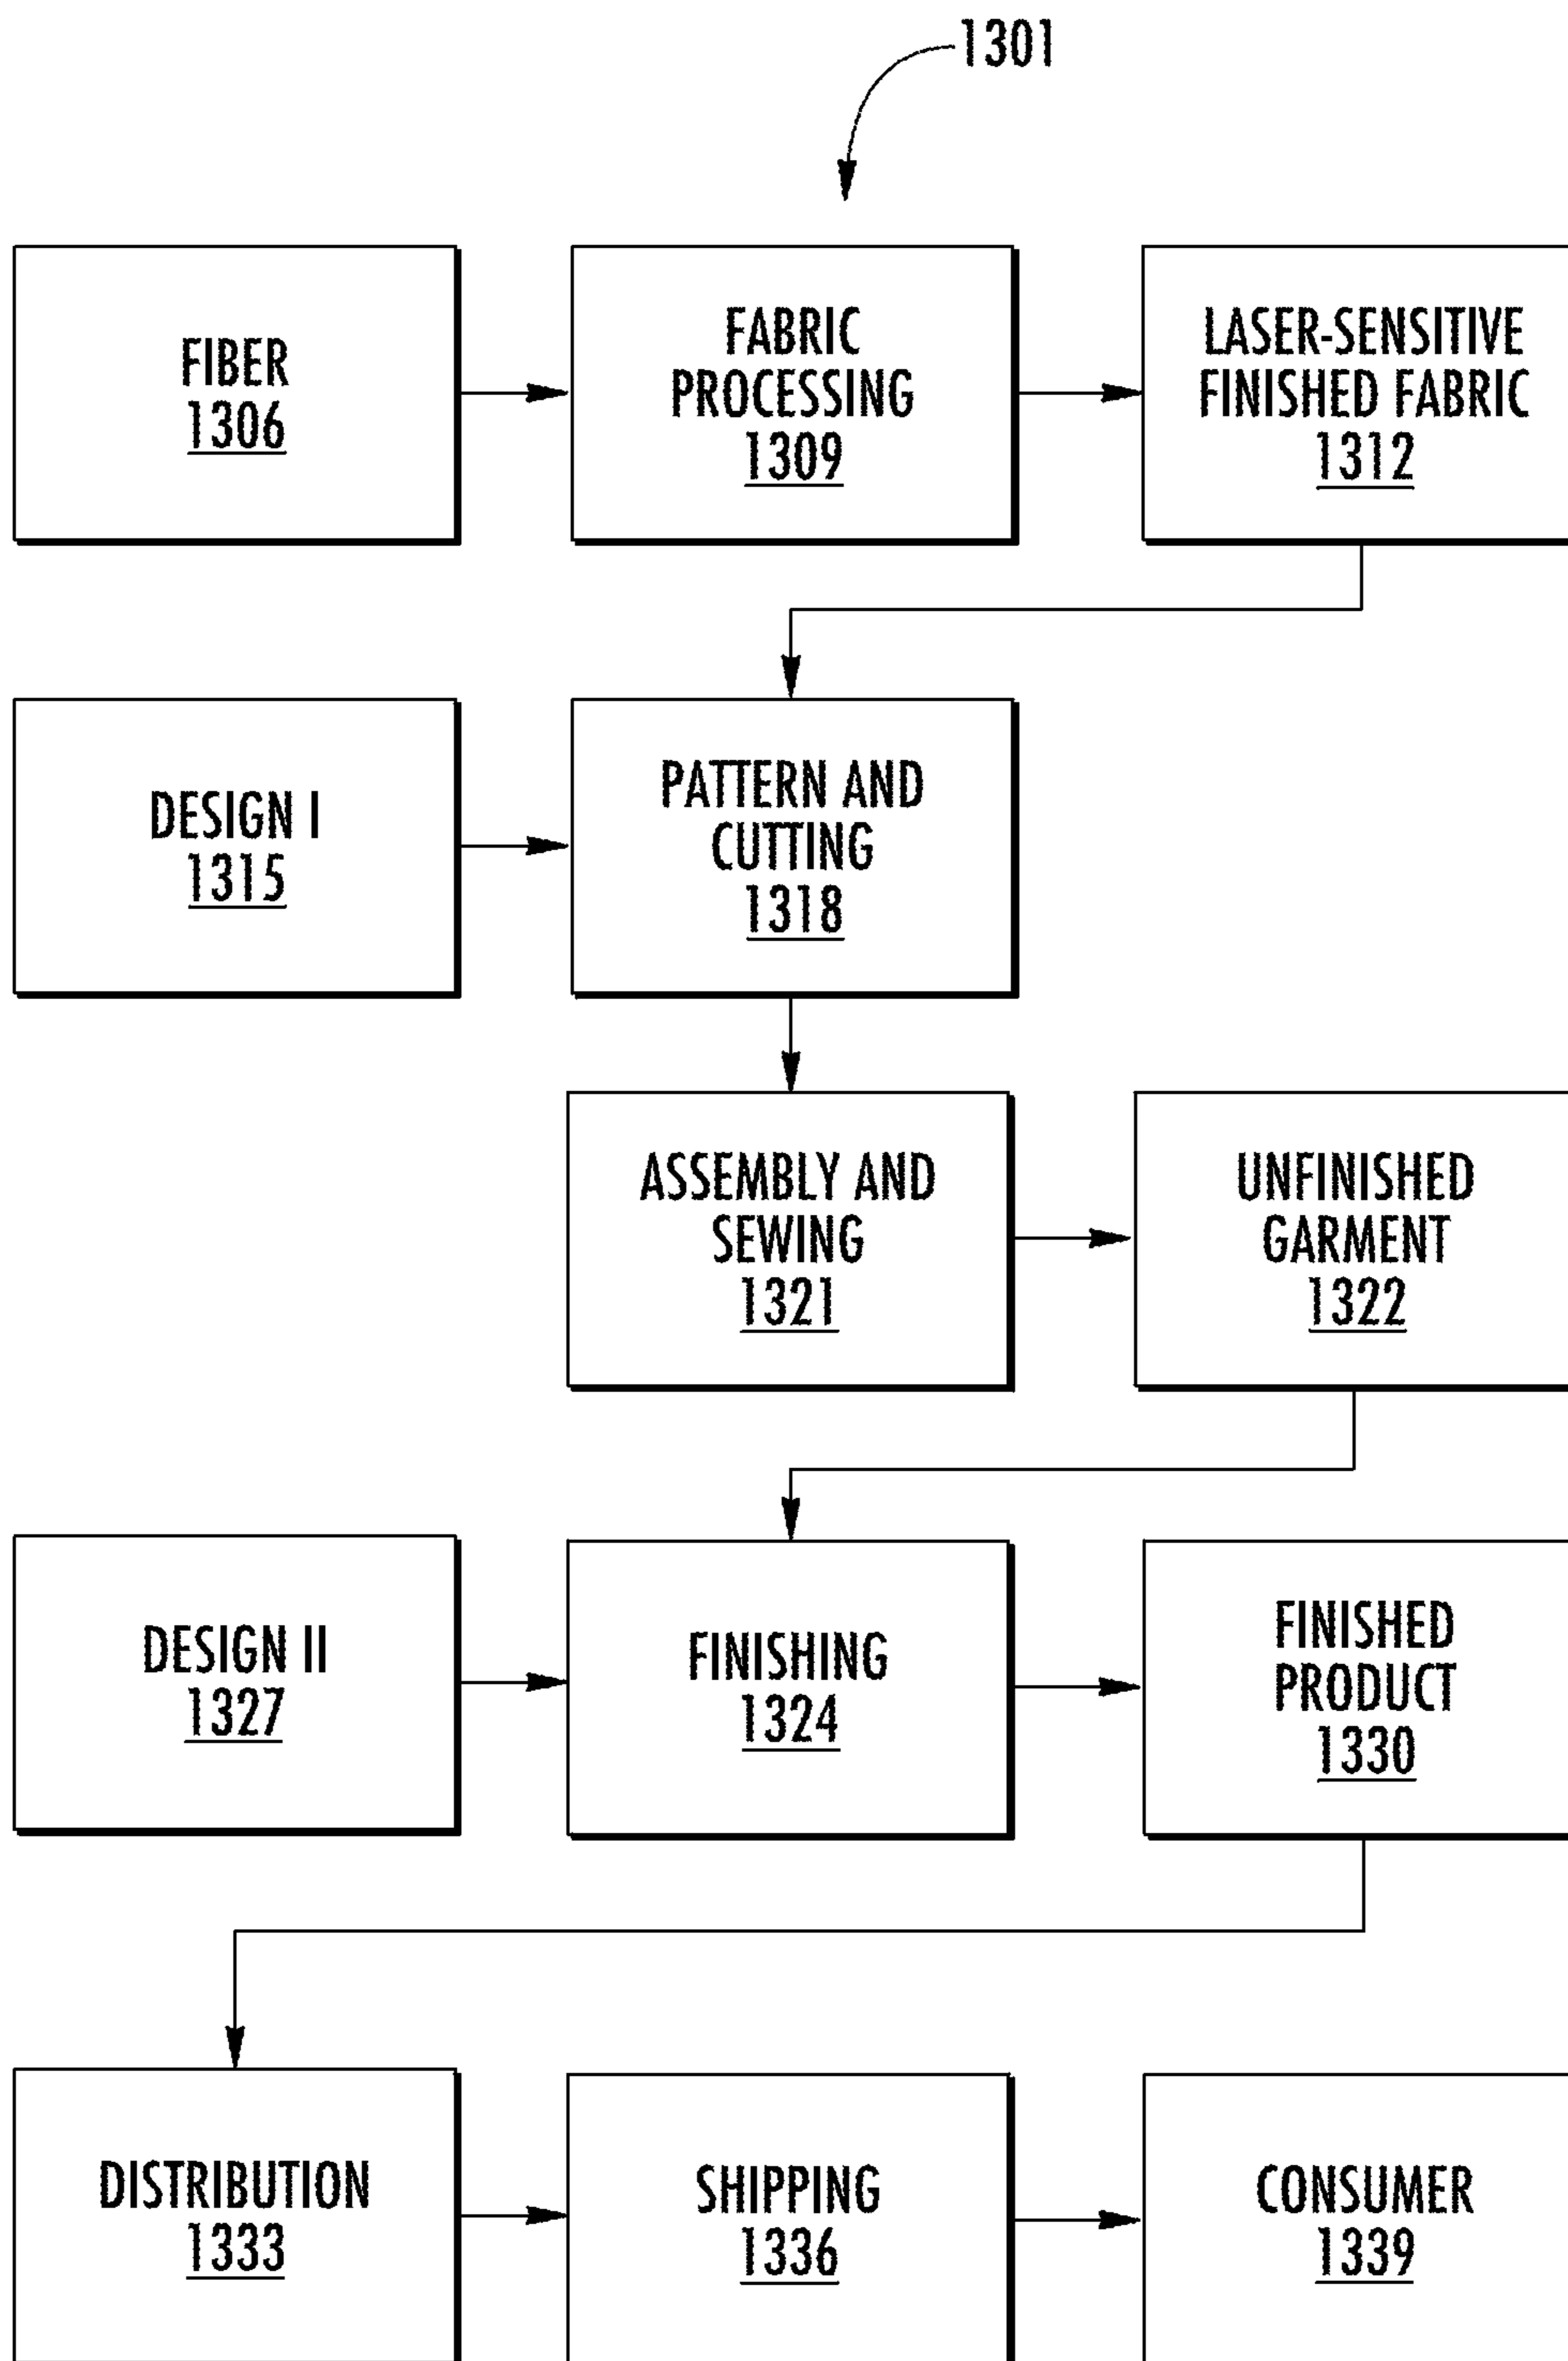 1301
FIBER
1306
FABRIC
PROCESSING
1309
LASER-SENSITIVE
FINISHED FABRIC
1312
DESIGN I
1315
PATTERN AND
CUTTING
1318
ASSEMBLY AND
SEWING
1321
UNFINISHED
GARMENT
1322
DESIGN II
1327
FINISHING
1324
FINISHED
PRODUCT
1330
DISTRIBUTION
1333
SHIPPING
1336
CONSUMER
1339